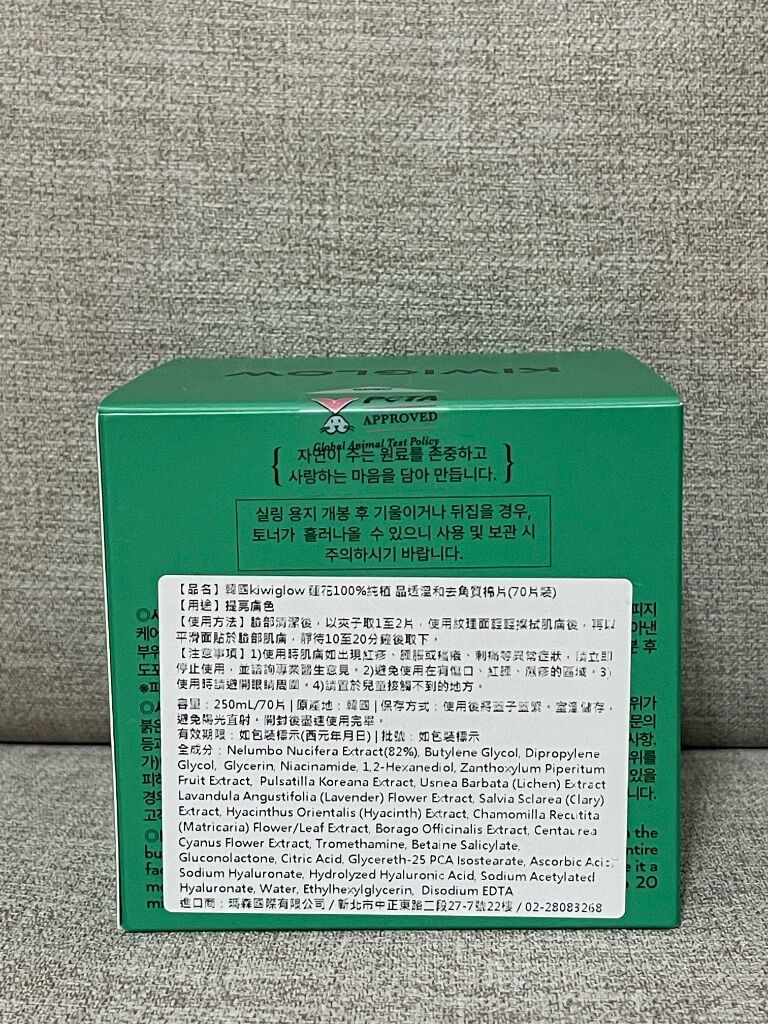 KIWIGLOW
PETA
APPROVED
Global Animal Test Policy
자연이 주는 원료를 존중하고
사랑하는 마음을 담아 만듭니다.
실링 용지 개봉 후 기울이거나 뒤집을 경우,
토너가 흘러나올 수 있으니 사용 및 보관 시
주의하시기 바랍니다.
【品名】韓國kiwiglow 蓮花100%純植 晶透溫和去角質棉片(70片裝)
【用途】提亮膚色
【使用方法】臉部清潔後，以夾子取1至2片，使用紋理面輕輕擦拭肌膚後，再以
平滑面貼於臉部肌膚，靜待10至20分鐘後取下。
【注意事項】1)使用時肌膚如出現紅疹、腫脹或搔癢、刺痛等異常症狀，請立即
停止使用，並諮詢專業醫生意見。2)避免使用在有傷口、紅腫、濕疹的區域。3)
使用時請避開眼睛周圍。4)請置於兒童接觸不到的地方。
容量：250mL/70片 | 原產地：韓國 | 保存方式：使用後將蓋子蓋緊。室溫儲存，
避免陽光直射。開封後盡速使用完畢。
有效期限：如包裝標示(西元年月日) | 批號：如包裝標示
全成分：Nelumbo Nucifera Extract(82%), Butylene Glycol, Dipropylene
Glycol, Glycerin, Niacinamide, 1,2-Hexanediol, Zanthoxylum Piperitum
Fruit Extract, Pulsatilla Koreana Extract, Usnea Barbata (Lichen) Extract
Lavandula Angustifolia (Lavender) Flower Extract, Salvia Sclarea (Clary)
Extract, Hyacinthus Orientalis (Hyacinth) Extract, Chamomilla Recutita
(Matricaria) Flower/Leaf Extract, Borago Officinalis Extract, Centaurea
Cyanus Flower Extract, Tromethamine, Betaine Salicylate,
Gluconolactone, Citric Acid, Glycereth-25 PCA Isostearate, Ascorbic Acid,
Sodium Hyaluronate, Hydrolyzed Hyaluronic Acid, Sodium Acetylated
Hyaluronate, Water, Ethylhexylglycerin, Disodium EDTA
進口商：瑪森國際有限公司 / 新北市中正東路二段27-7號22樓 / 02-28083268